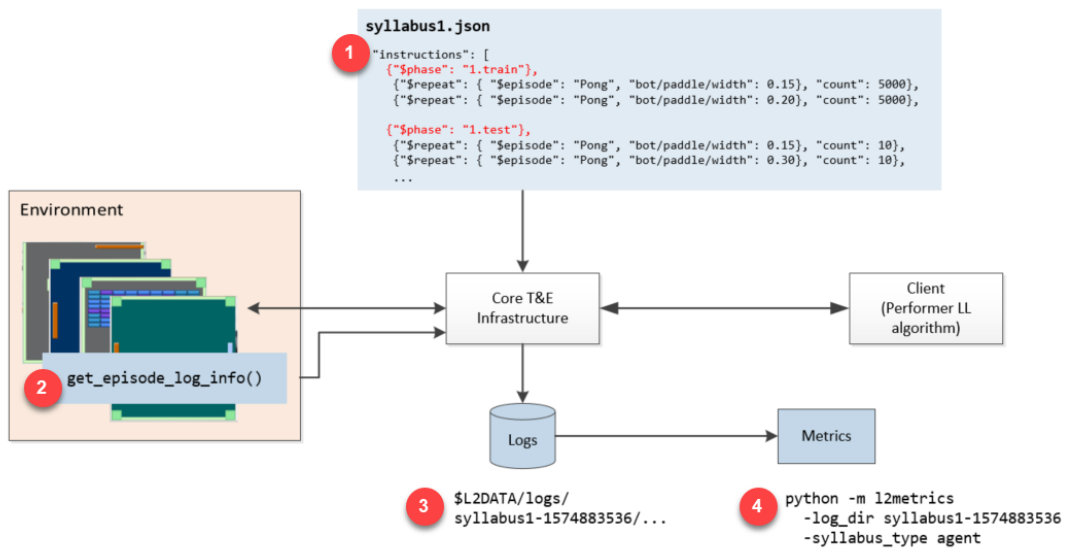 syllabus1.json
1
"instructions": [
{"$phase": "1.train"},
{"$repeat": { "$episode": "Pong", "bot/paddle/width": 0.15}, "count": 5000},
{"$repeat": { "$episode": "Pong", "bot/paddle/width": 0.20}, "count": 5000},
{"$phase": "1.test"},
{"$repeat": { "$episode": "Pong", "bot/paddle/width": 0.15}, "count": 10},
{"$repeat": { "$episode": "Pong", "bot/paddle/width": 0.30}, "count": 10},
...
Environment
2
get_episode_log_info()
Core T&E
Infrastructure
Client
(Performer LL
algorithm)
Logs
Metrics
3
$L2DATA/logs/
syllabus1-1574883536/...
4
python -m l2metrics
-log_dir syllabus1-1574883536
-syllabus_type agent